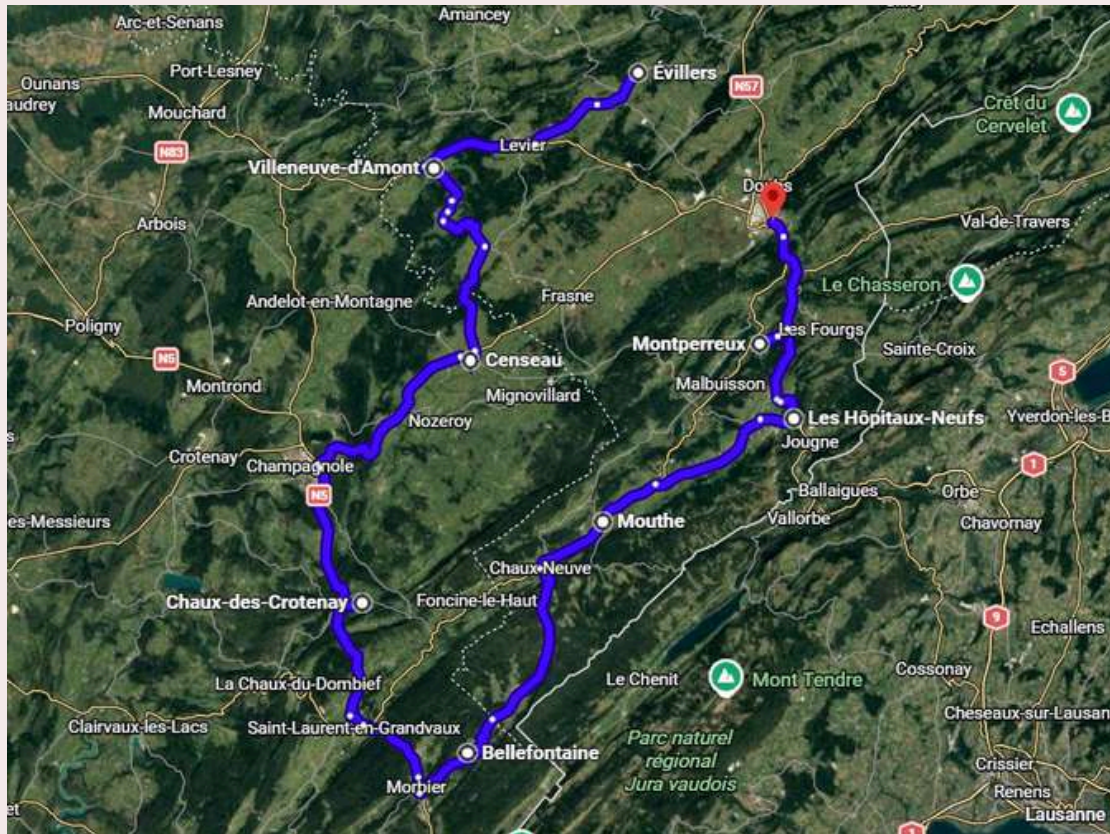 Amancey
Arc-et-Senans
Évillers
Port-Lesney
Ounans
N57
Crêt du
Cervelet
audrey
Mouchard
N83
Levier
Villeneuve-d'Amont
Doubs
Arbois
Val-de-Travers
Le Chasseron
Andelot-en-Montagne
Frasne
Poligny
Les Fourgs
Montperreux
Sainte-Croix
N5
Censeau
Montrond
Malbuisson
5
Mignovillard
Nozeroy
Les Hôpitaux-Neufs
Yverdon-les-B
Jougne
Crotenay
Champagnole
1
N5
Ballaigues
Orbe
es-Messieurs
Mouthe
Vallorbe
Chavornay
Chaux-Neuve
Chaux-des-Crotenay
Foncine-le-Haut
9
Echallens
Cossonay
La Chaux-du-Dombief
Le Chenit
Mont Tendre
Clairvaux-les-Lacs
Saint-Laurent-en-Grandvaux
Cheseaux-sur-Lausan
Parc naturel
régional
Jura vaudois
Bellefontaine
Crissier
Morbier
Renens
et
Lausanne
1